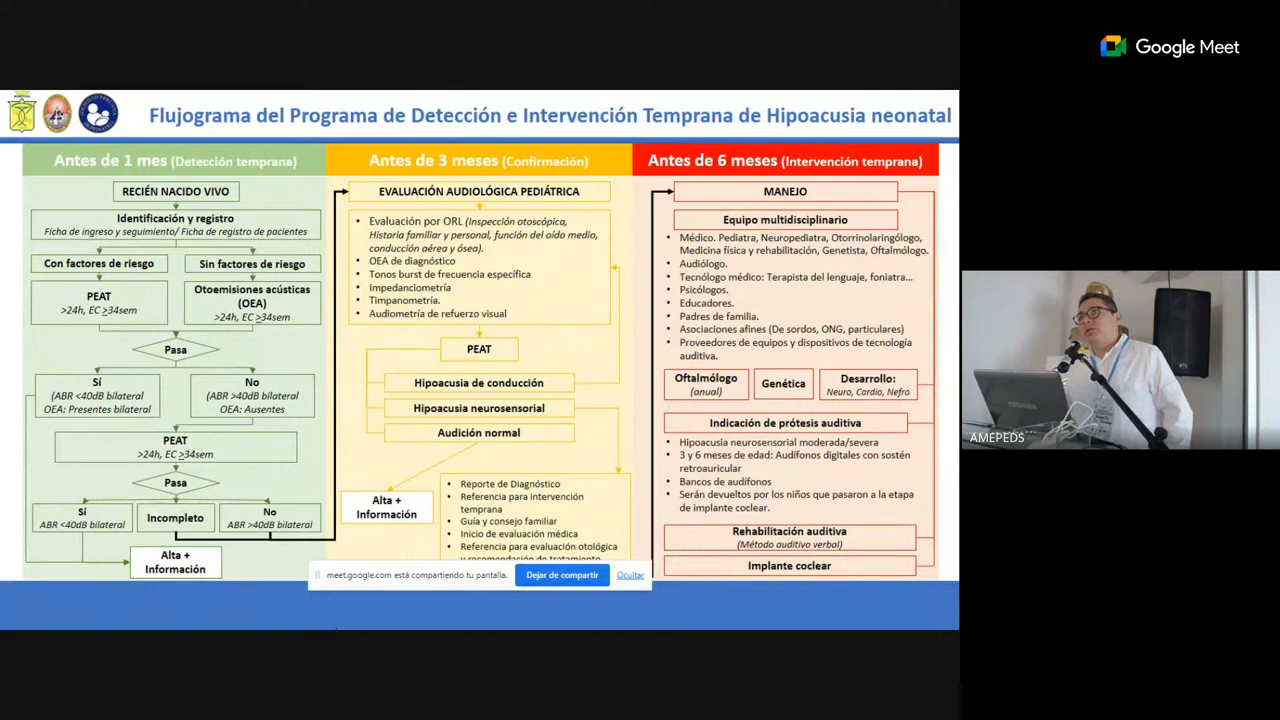 Google Meet
Flujograma del Programa de Detección e Intervención Temprana de Hipoacusia neonatal
Antes de 1 mes (Detección temprana)
RECIÉN NACIDO VIVO
Identificación y registro
Ficha de ingreso y seguimiento/ Ficha de registro de pacientes
Con factores de riesgo
Sin factores de riesgo
PEAT
>24h, EC ≥34sem
Otoemisiones acústicas
(OEA)
>24h, EC ≥34sem
Pasa
Sí
(ABR <40dB bilateral
OEA: Presentes bilateral
No
(ABR >40dB bilateral
OEA: Ausentes
PEAT
>24h, EC ≥34sem
Pasa
Sí
ABR <40dB bilateral
Incompleto
No
ABR >40dB bilateral
Alta +
Información
Antes de 3 meses (Confirmación)
EVALUACIÓN AUDIOLÓGICA PEDIÁTRICA
• Evaluación por ORL (Inspección otoscópica,
Historia familiar y personal, función del oído medio,
conducción aérea y ósea).
• OEA de diagnóstico
• Tonos burst de frecuencia específica
• Impedanciometría
• Timpanometría.
• Audiometría de refuerzo visual
PEAT
Hipoacusia de conducción
Hipoacusia neurosensorial
Audición normal
Alta +
Información
• Reporte de Diagnóstico
• Referencia para intervención
temprana
• Guía y consejo familiar
• Inicio de evaluación médica
• Referencia para evaluación otológica
y recomendación de tratamiento
Antes de 6 meses (Intervención temprana)
MANEJO
Equipo multidisciplinario
• Médico. Pediatra, Neuropediatra, Otorrinolaringólogo,
Medicina física y rehabilitación, Genetista, Oftalmólogo.
• Audiólogo.
• Tecnólogo médico: Terapista del lenguaje, foniatra...
• Psicólogos.
• Educadores.
• Padres de familia.
• Asociaciones afines (De sordos, ONG, particulares)
• Proveedores de equipos y dispositivos de tecnología
auditiva.
Oftalmólogo
(anual)
Genética
Desarrollo:
Neuro, Cardio, Nefro
Indicación de prótesis auditiva
• Hipoacusia neurosensorial moderada/severa
• 3 y 6 meses de edad: Audífonos digitales con sostén
retroauricular
• Bancos de audífonos
• Serán devueltos por los niños que pasaron a la etapa
de implante coclear.
Rehabilitación auditiva
(Método auditivo verbal)
Implante coclear
meet.google.com está compartiendo tu pantalla.
Dejar de compartir
Ocultar
TOSHIBA
AMEPEDS